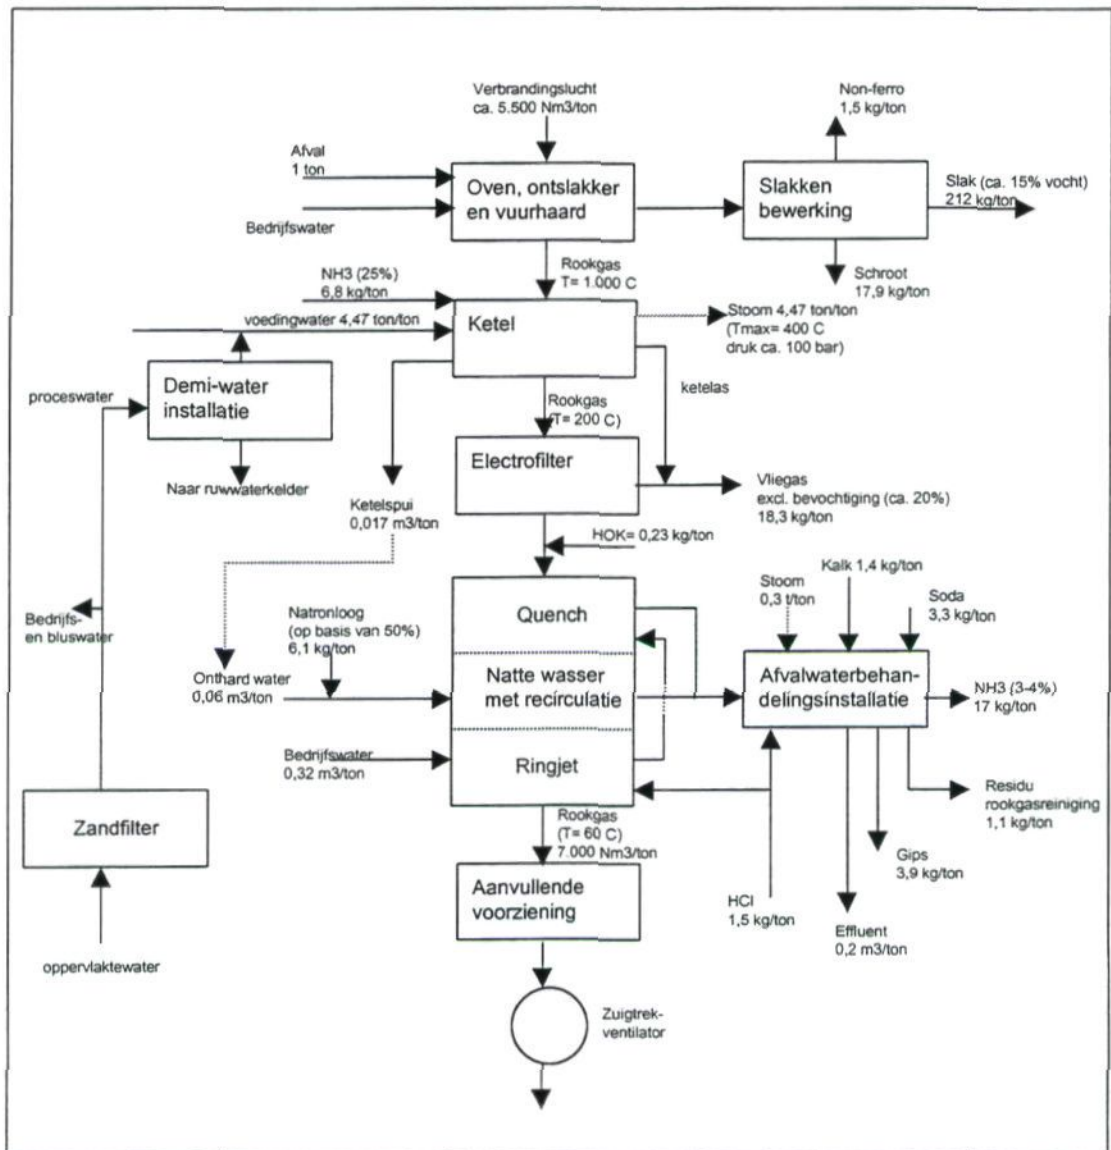 Verbrandingslucht
ca. 5.500 Nm3/ton
Non-ferro
1,5 kg/ton
Afval
1 ton
Bedrijfswater
Oven, ontslakker
en vuurhaard
Slakken
bewerking
Slak (ca. 15% vocht)
212 kg/ton
Rookgas
T= 1.000 C
Schroot
17,9 kg/ton
NH3 (25%)
6,8 kg/ton
voedingwater 4,47 ton/ton
Ketel
Stoom 4,47 ton/ton
(Tmax= 400 C
druk ca. 100 bar)
proceswater
Demi-water
installatie
ketelas
Rookgas
(T= 200 C)
Naar ruwwaterkelder
Electrofilter
Ketelspui
0,017 m3/ton
Vliegas
excl. bevochtiging (ca. 20%)
18,3 kg/ton
HOK= 0,23 kg/ton
Bedrijfs-
en bluswater
Natronloog
(op basis van 50%)
6,1 kg/ton
Quench
Stoom
0,3 t/ton
Kalk 1,4 kg/ton
Soda
3,3 kg/ton
Onthard water
0,06 m3/ton
Natte wasser
met recirculatie
Afvalwaterbehan-
delingsinstallatie
NH3 (3-4%)
17 kg/ton
Bedrijfswater
0,32 m3/ton
Ringjet
Residu
rookgasreiniging
1,1 kg/ton
Zandfilter
Rookgas
(T= 60 C)
7.000 Nm3/ton
Gips
3,9 kg/ton
Aanvullende
voorziening
HCl
1,5 kg/ton
Effluent
0,2 m3/ton
oppervlaktewater
Zuigtrek-
ventilator